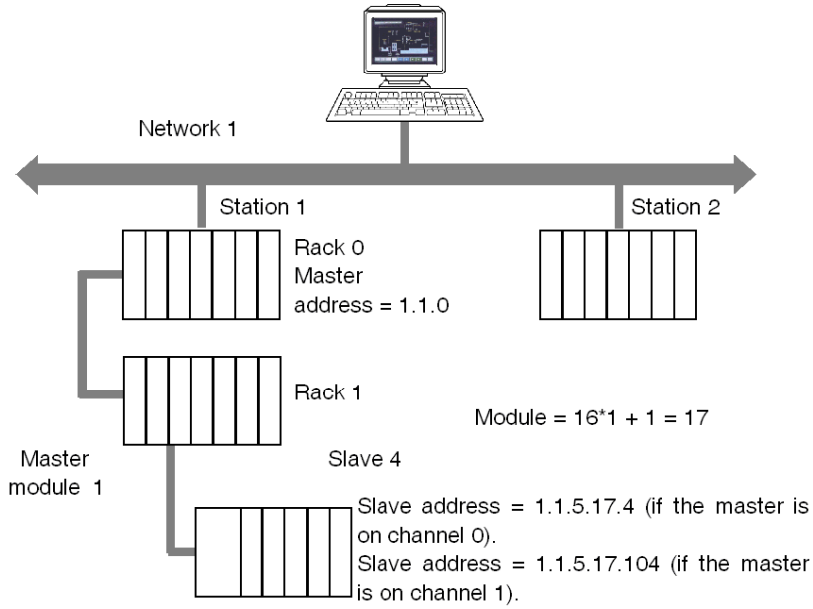 Network 1
Station 1
Station 2
Rack 0
Master
address = 1.1.0
Rack 1
Module = 16*1 + 1 = 17
Master
module 1
Slave 4
Slave address = 1.1.5.17.4 (if the master is
on channel 0).
Slave address = 1.1.5.17.104 (if the master
is on channel 1).